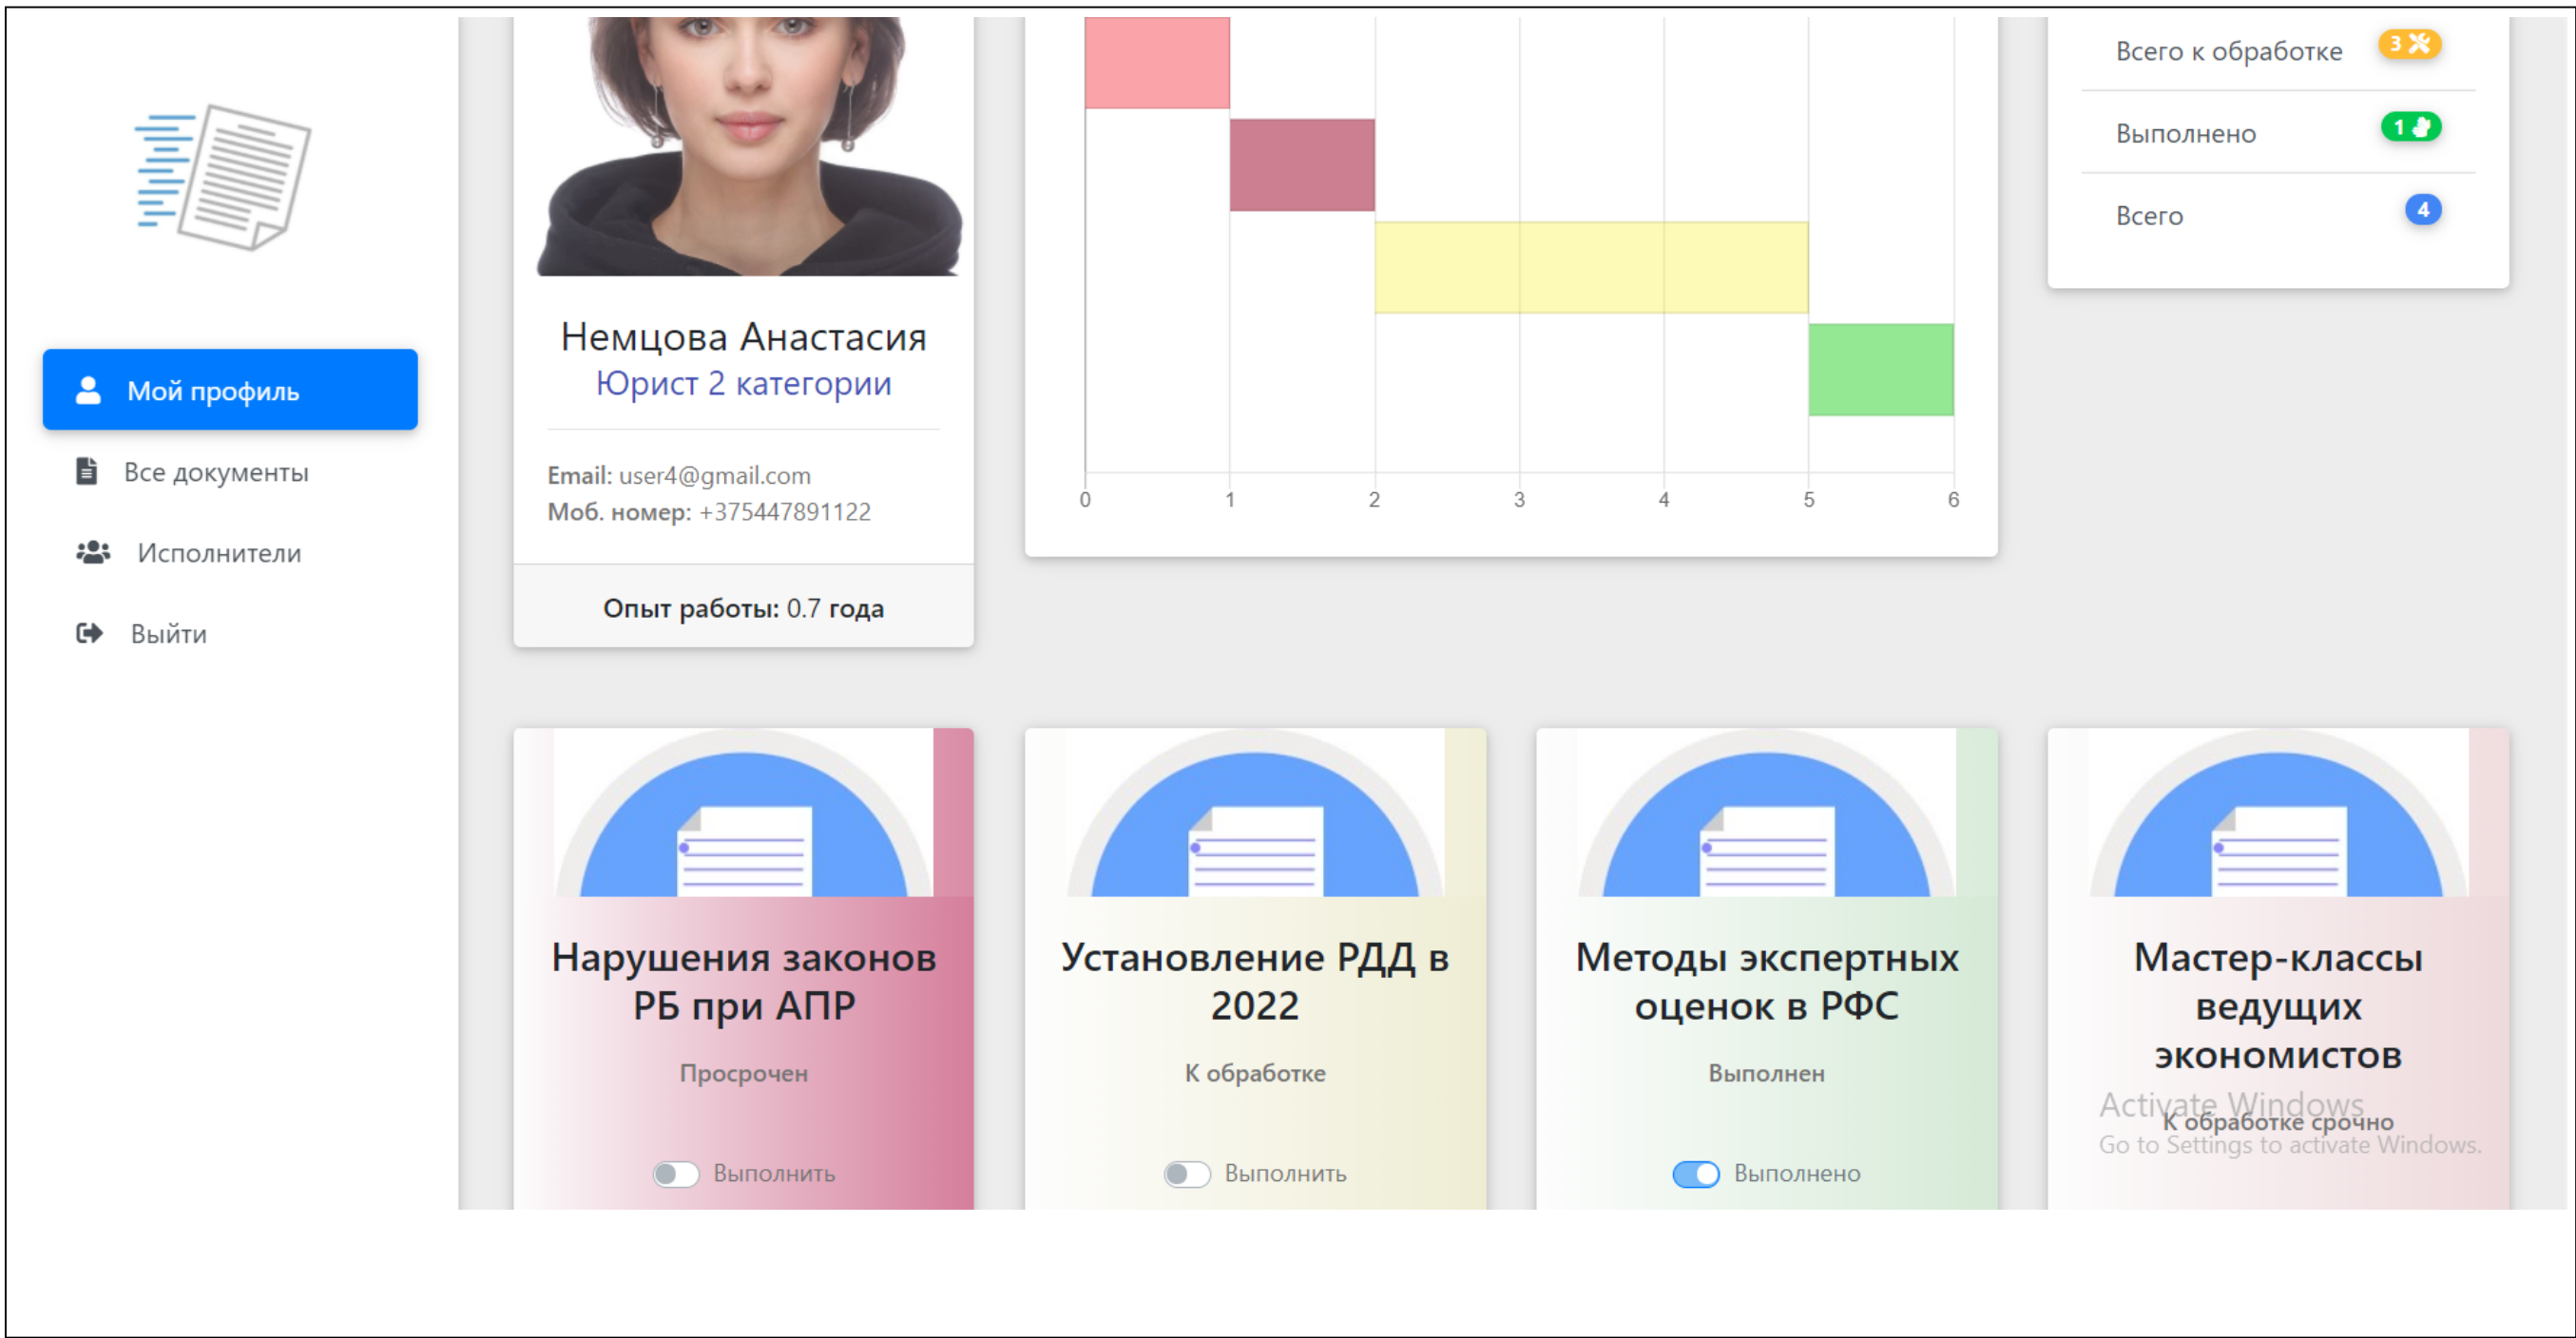 Мой профиль
Все документы
Исполнители
Выйти
Немцова Анастасия
Юрист 2 категории
Email: user4@gmail.com
Моб. номер: +375447891122
Опыт работы: 0.7 года
0 1 2 3 4 5 6
Всего к обработке 3
Выполнено 1
Всего 4
Нарушения законов
РБ при АПР
Просрочен
Выполнить
Установление РДД в
2022
К обработке
Выполнить
Методы экспертных
оценок в РФС
Выполнен
Выполнено
Мастер-классы
ведущих
экономистов
К обработке срочно
Activate Windows
Go to Settings to activate Windows.